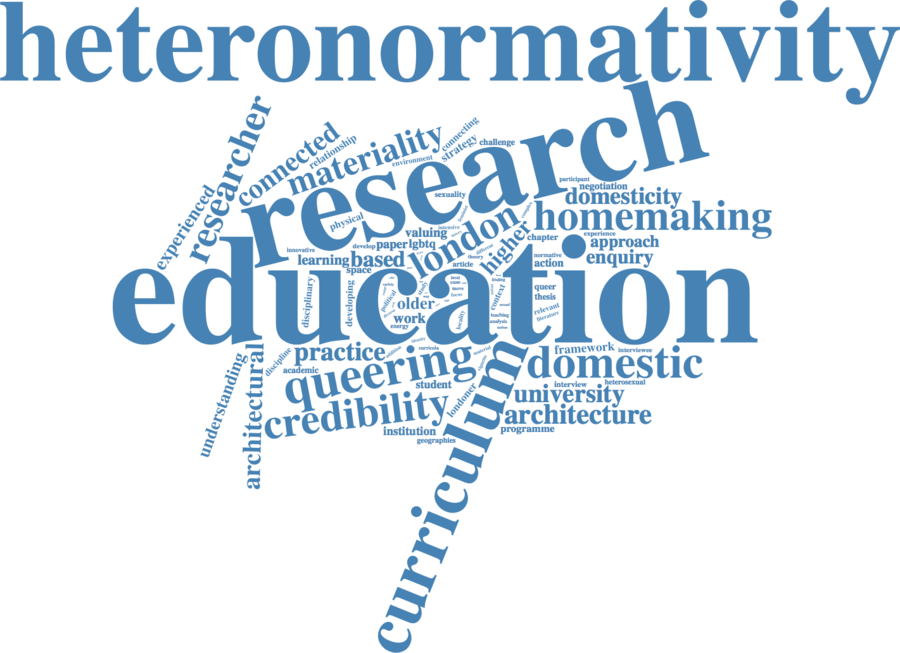 heteronormativity
research
researcher
connected
relationship
materiality
environment
connecting
strategy
challenge
experienced
sexuality
participant
negotiation
domesticity
homemaking
physical
valuing
london
higher
chapter
experience
approach
enquiry
innovative
develop
paper
lgbtq
learning
based
space
article
theory
normative
action
education
disciplinary
developing
political
older
work
energy
context
locality
queer
thesis
relevant
literature
teaching
analysis
understanding
architectural
discipline
practice
academic
queering
student
credibility
londoner
institution
geographies
curriculum
framework
interviewee
domestic
interview
heterosexual
university
architecture
programme